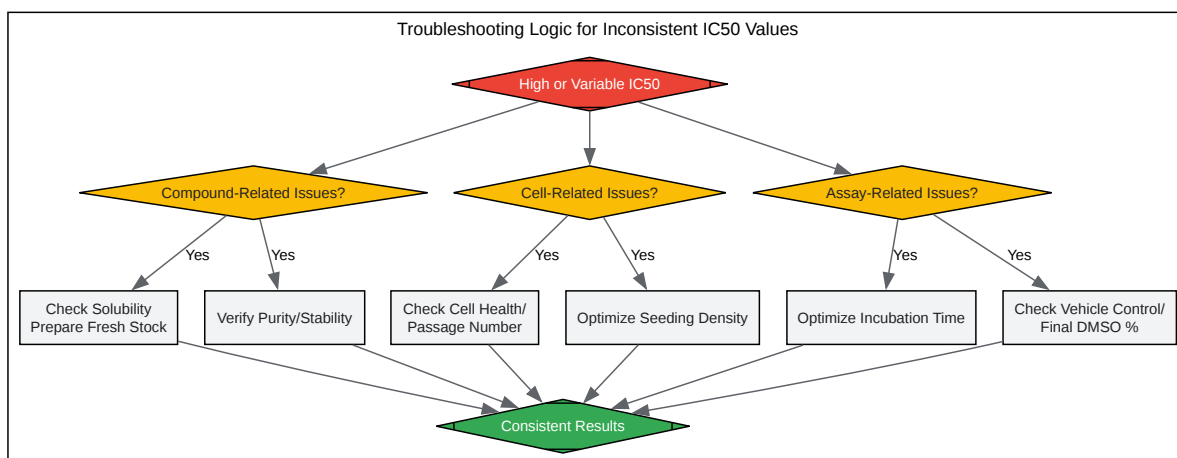 Troubleshooting Logic for Inconsistent IC50 Values
High or Variable IC50
Compound-Related Issues?
Cell-Related Issues?
Assay-Related Issues?
Yes
Yes
Yes
Yes
Yes
Yes
Check Solubility
Prepare Fresh Stock
Verify Purity/Stability
Check Cell Health/
Passage Number
Optimize Seeding Density
Optimize Incubation Time
Check Vehicle Control/
Final DMSO %
Consistent Results